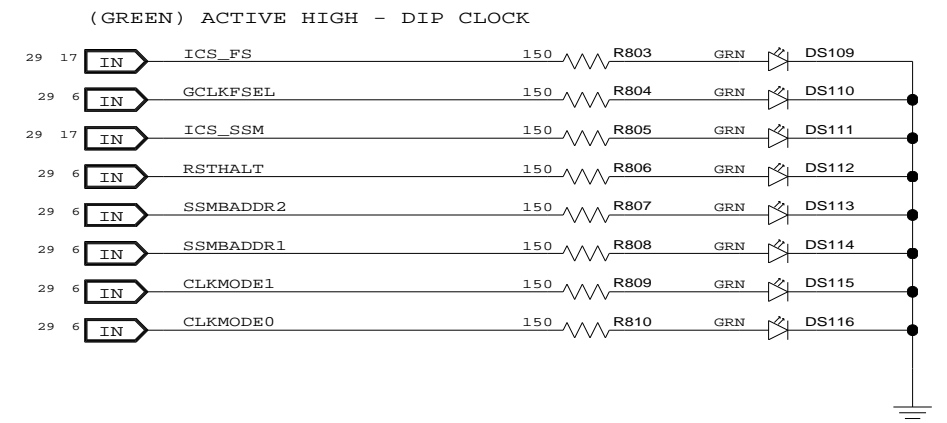 (GREEN) ACTIVE HIGH - DIP CLOCK
29 17 IN ICS_FS 150 R803 GRN DS109
29 6 IN GCLKFSEL 150 R804 GRN DS110
29 17 IN ICS_SSM 150 R805 GRN DS111
29 6 IN RSTHALT 150 R806 GRN DS112
29 6 IN SSMBADDR2 150 R807 GRN DS113
29 6 IN SSMBADDR1 150 R808 GRN DS114
29 6 IN CLKMODE1 150 R809 GRN DS115
29 6 IN CLKMODE0 150 R810 GRN DS116